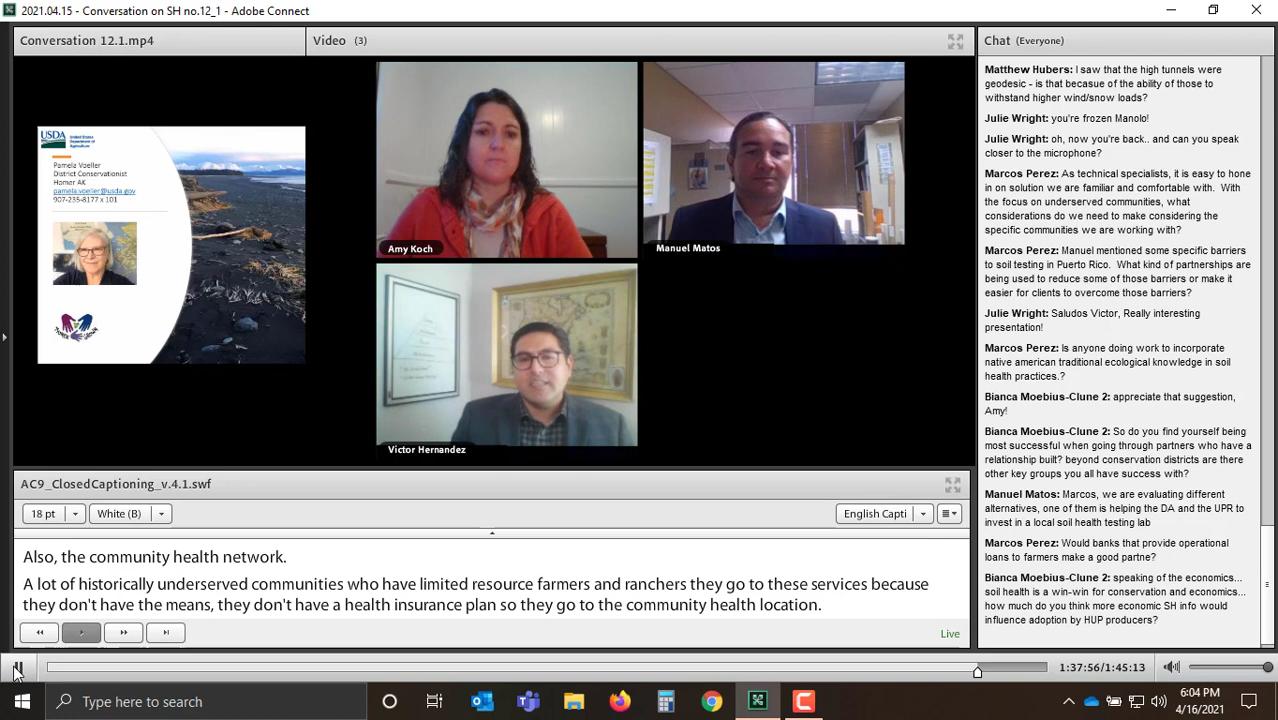 2021.04.15 - Conversation on SH no.12_1 - Adobe Connect
Conversation 12.1.mp4
Video (3)
USDA
United States
Department of
Agriculture
Pamela Voeller
District Conservationist
Homer AK
pamela.voeller@usda.gov
907-235-8177 x 101
Amy Koch
Manuel Matos
Victor Hernandez
AC9_ClosedCaptioning_v.4.1.swf
18 pt
White (B)
English Capti
Also, the community health network.
A lot of historically underserved communities who have limited resource farmers and ranchers they go to these services because
they don't have the means, they don't have a health insurance plan so they go to the community health location.
Live
Chat (Everyone)
Matthew Hubers: I saw that the high tunnels were
geodesic - is that becasue of the ability of those to
withstand higher wind/snow loads?
Julie Wright: you're frozen Manolo!
Julie Wright: oh, now you're back.. and can you speak
closer to the microphone?
Marcos Perez: As technical specialists, it is easy to hone
in on solution we are familiar and comfortable with. With
the focus on underserved communities, what
considerations do we need to make considering the
specific communities we are working with?
Marcos Perez: Manuel mentioned some specific barriers
to soil testing in Puerto Rico. What kind of partnerships are
being used to reduce some of those barriers or make it
easier for clients to overcome those barriers?
Julie Wright: Saludos Victor, Really interesting
presentation!
Marcos Perez: Is anyone doing work to incorporate
native american traditional ecological knowledge in soil
health practices.?
Bianca Moebius-Clune 2: appreciate that suggestion,
Amy!
Bianca Moebius-Clune 2: So do you find yourself being
most successful when going through partners who have a
relationship built? beyond conservation districts are there
other key groups you all have success with?
Manuel Matos: Marcos, we are evaluating different
alternatives, one of them is helping the DA and the UPR to
invest in a local soil health testing lab
Marcos Perez: Would banks that provide operational
loans to farmers make a good partne?
Bianca Moebius-Clune 2: speaking of the economics...
soil health is a win-win for conservation and economics...
how much do you think more economic SH info would
influence adoption by HUP producers?
1:37:56/1:45:13
Type here to search
6:04 PM
4/16/2021